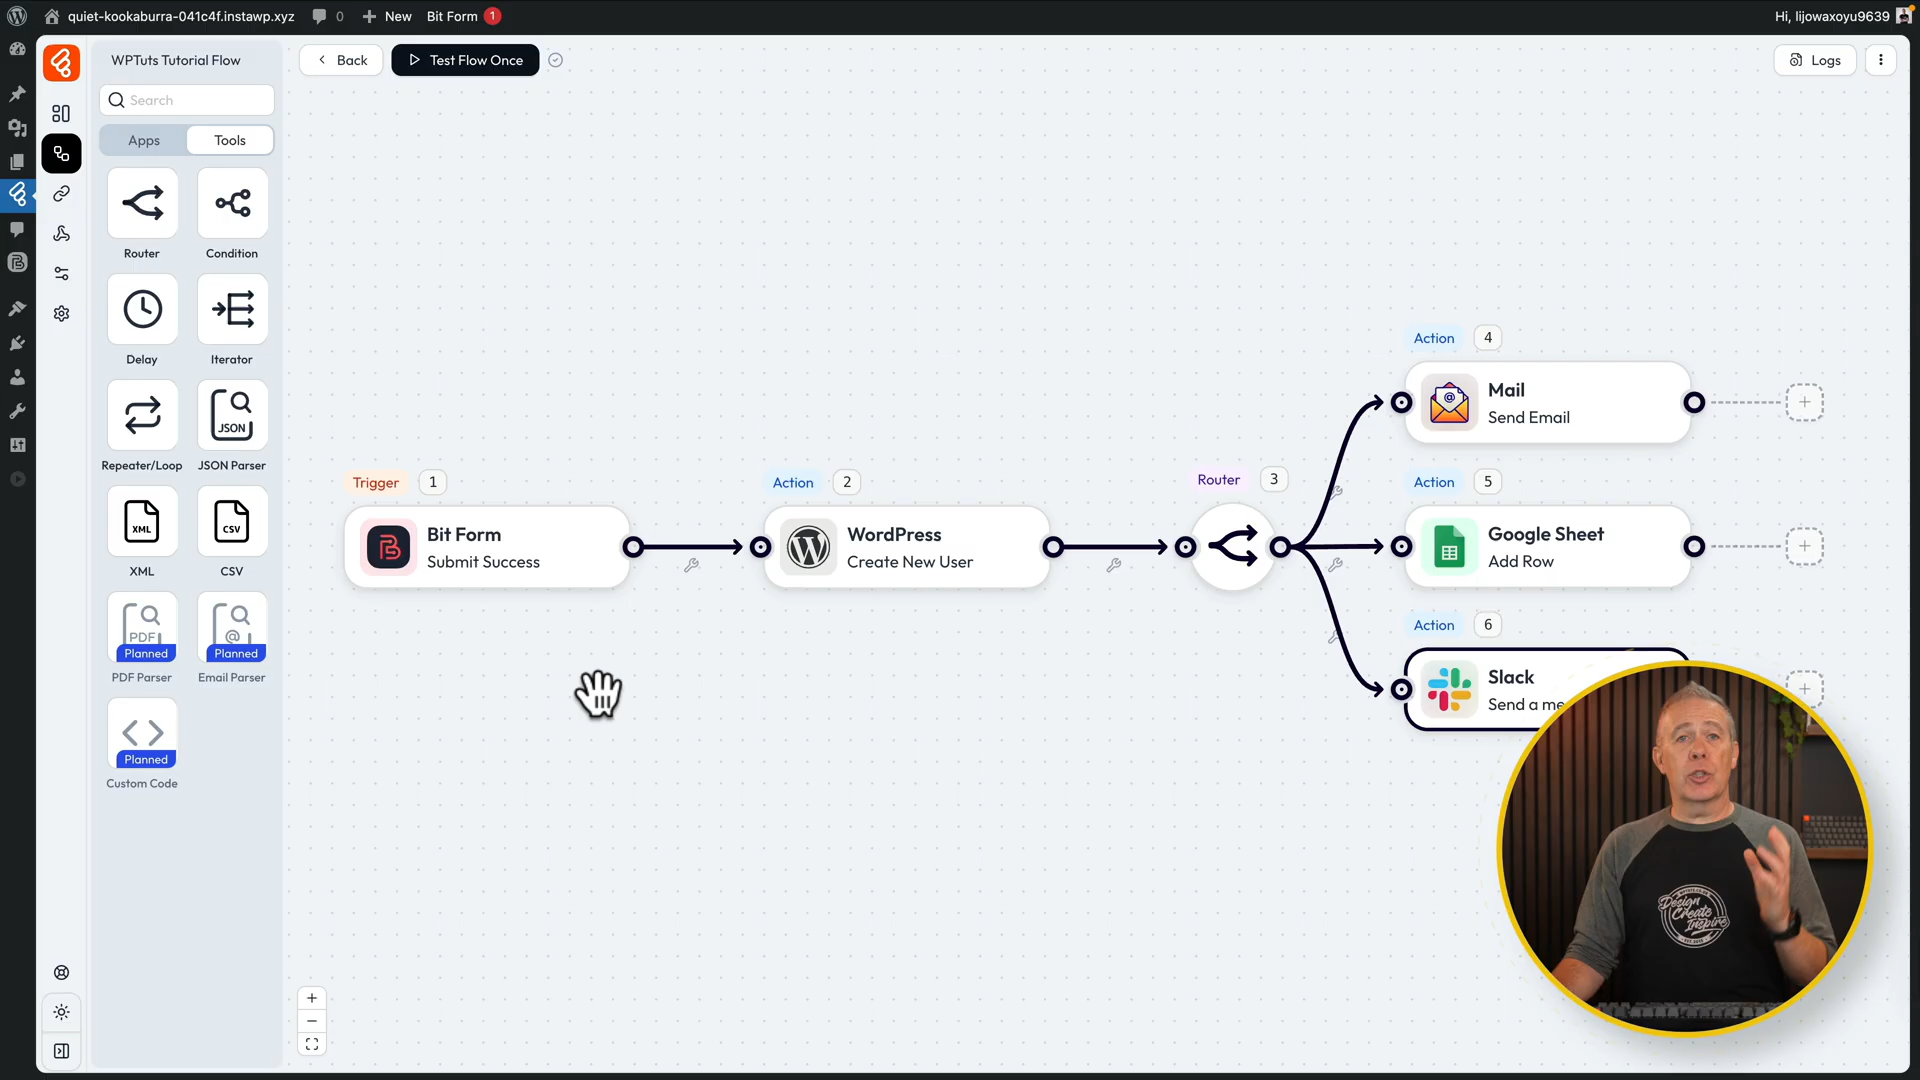 quiet-kookaburra-041c4f.instawp.xyz
0
New
Bit Form
1
Hi, lijowaxoyu9639
WPTuts Tutorial Flow
Back
Test Flow Once
Logs
Search
Apps
Tools
Router
Condition
Delay
Iterator
JSON
Repeater/Loop
JSON Parser
XML
CSV
XML
CSV
PDF
@
Planned
Planned
PDF Parser
Email Parser
Planned
Custom Code
Trigger
1
Bit Form
Submit Success
Action
2
WordPress
Create New User
Router
3
Action
4
@
Mail
Send Email
Action
5
Google Sheet
Add Row
Action
6
Slack
Send a me
Design
Create
Inspire